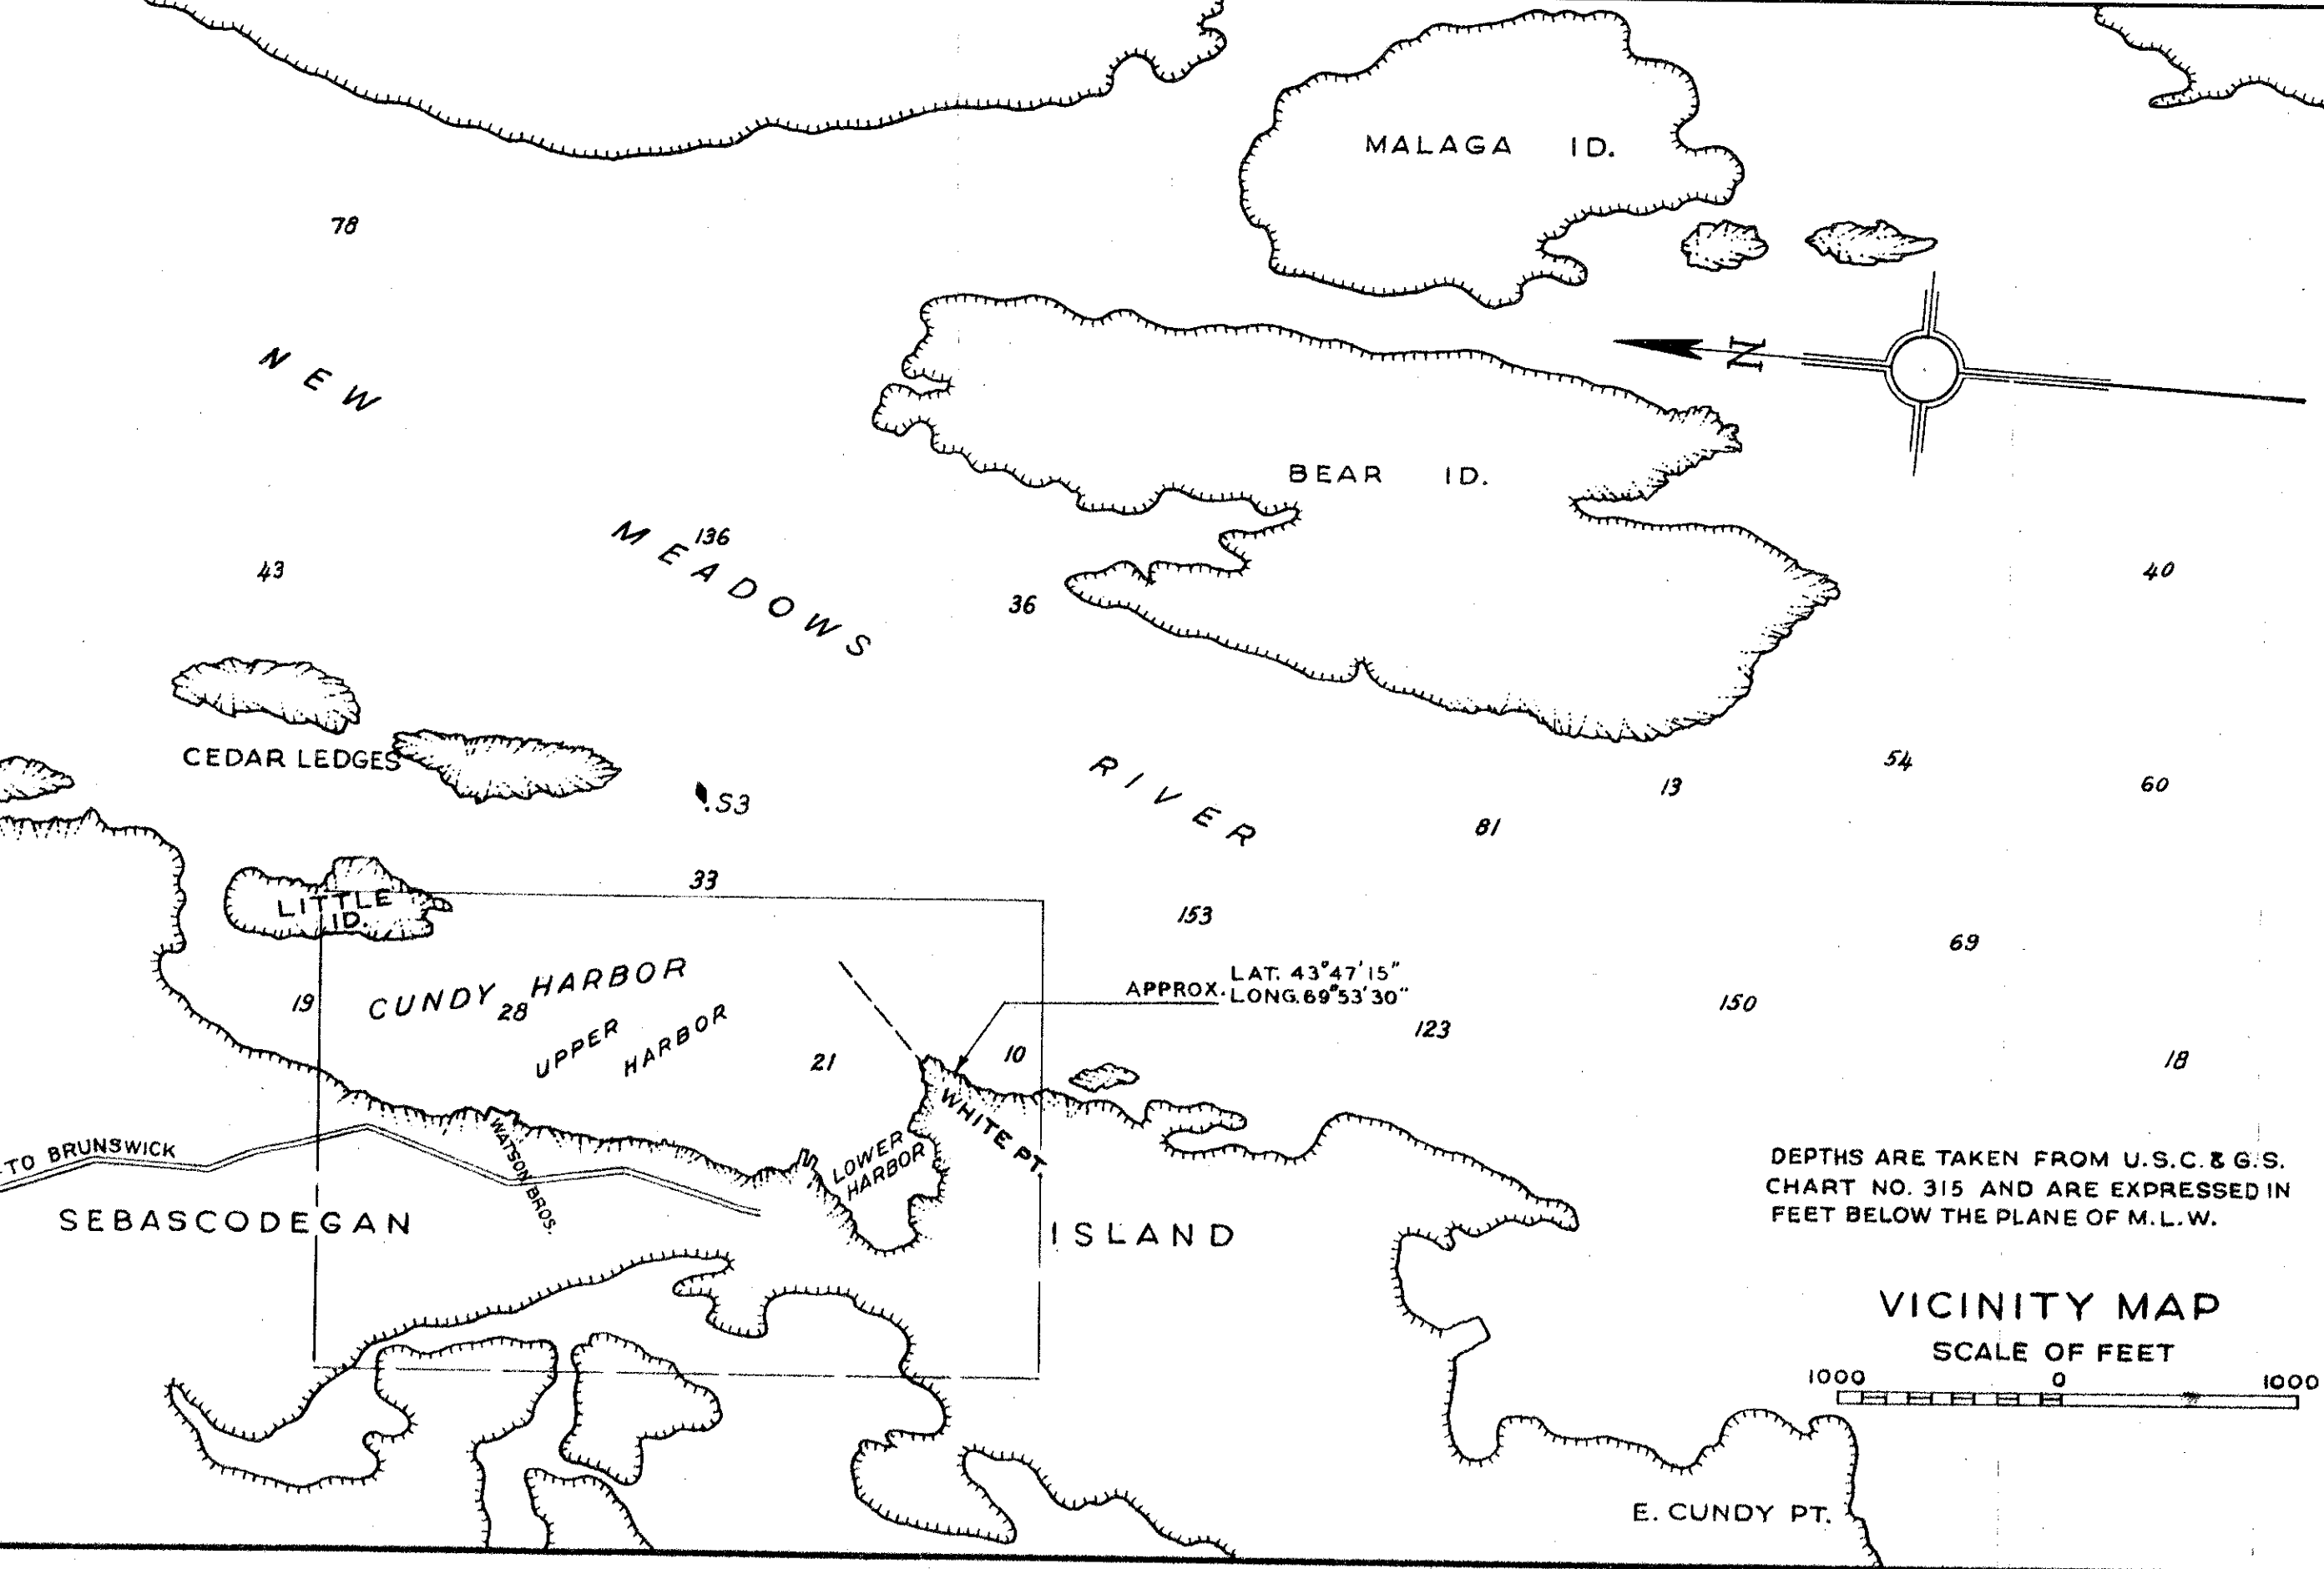 MALAGA ID.
78
N
NEW
BEAR ID.
MEADOWS
136
43
36
40
CEDAR LEDGES
S3
RIVER
54
13
60
81
33
LITTLE
ID.
153
69
CUNDY HARBOR
28
19
APPROX. LAT. 43°47'15"
LONG. 69°53'30"
150
123
UPPER
HARBOR
21
10
18
WHITE PT.
LOWER
HARBOR
WATSON BROS.
TO BRUNSWICK
SEBASCODEGAN
ISLAND
DEPTHS ARE TAKEN FROM U.S.C. & G.S.
CHART NO. 315 AND ARE EXPRESSED IN
FEET BELOW THE PLANE OF M.L.W.
VICINITY MAP
SCALE OF FEET
1000 0 1000
E. CUNDY PT.